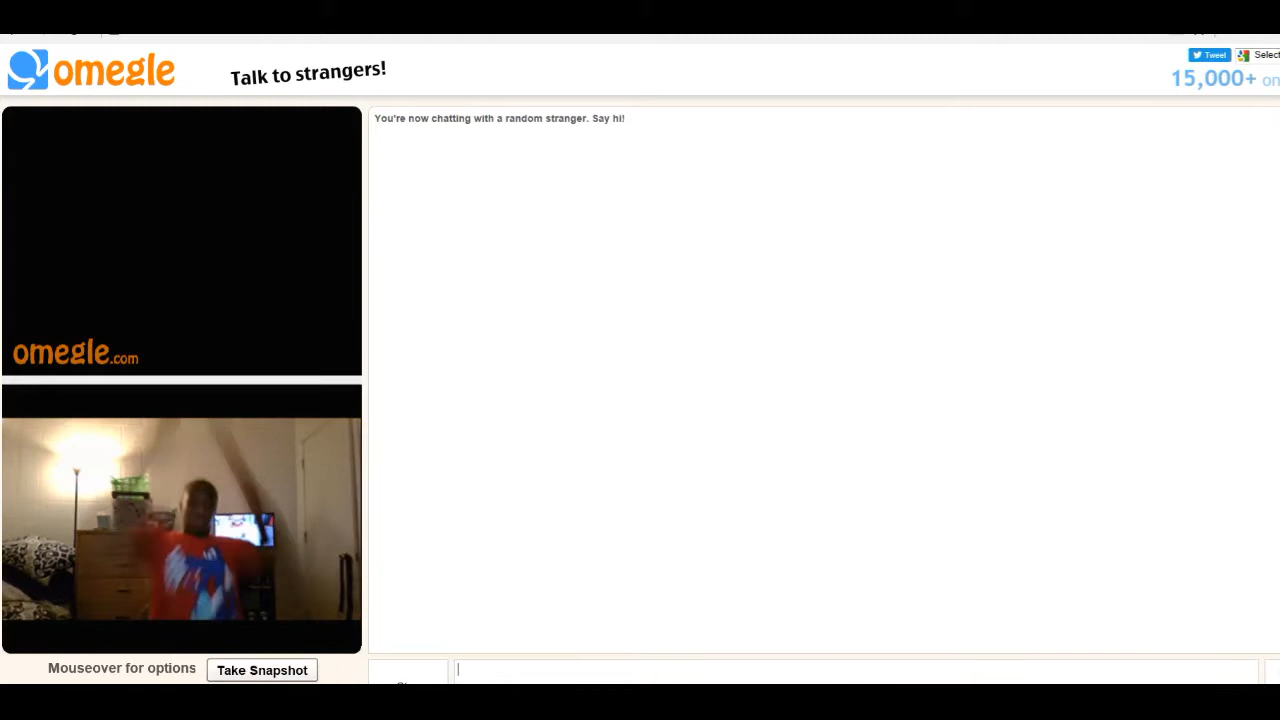 omegle
Talk to strangers!
Tweet
Select
15,000+ on
You're now chatting with a random stranger. Say hi!
omegle.com
Mouseover for options
Take Snapshot